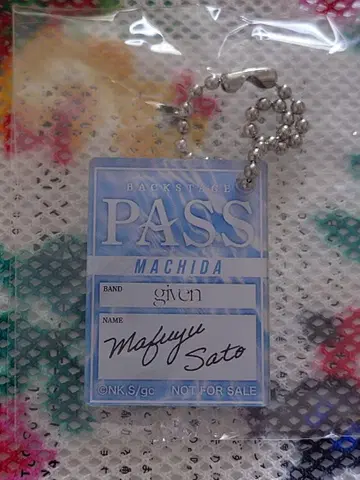 BACKSTAGE
PASS
MACHIDA
BAND
given
NAME
Mafuyu
Sato
©NK S/gc NOT FOR SALE